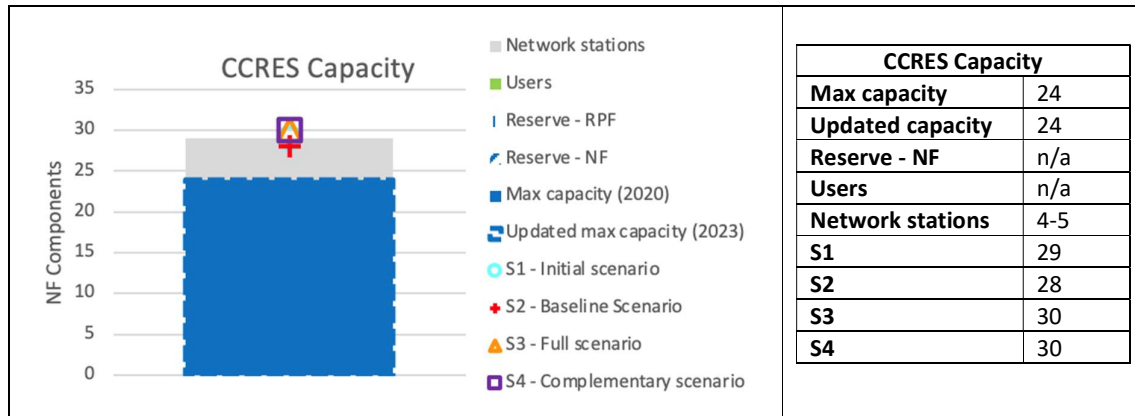 CCRES Capacity
NF Components
35
30
25
20
15
10
5
0
Network stations
Users
Reserve - RPF
Reserve - NF
Max capacity (2020)
Updated max capacity (2023)
S1 - Initial scenario
S2 - Baseline Scenario
S3 - Full scenario
S4 - Complementary scenario
CCRES Capacity
Max capacity 24
Updated capacity 24
Reserve - NF n/a
Users n/a
Network stations 4-5
S1 29
S2 28
S3 30
S4 30